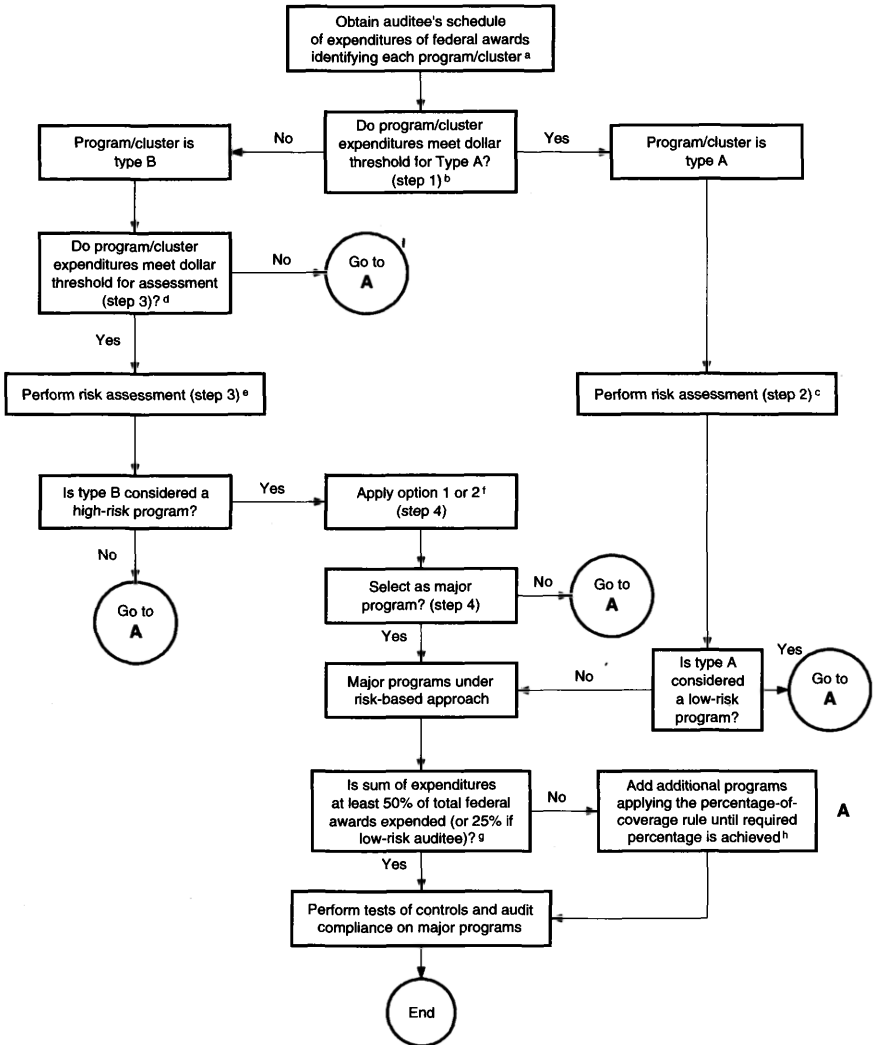 Obtain auditee's schedule
of expenditures of federal awards
identifying each program/cluster a
Do program/cluster
expenditures meet dollar
threshold for Type A?
(step 1) b
No
Yes
Program/cluster is
type B
Program/cluster is
type A
Do program/cluster
expenditures meet dollar
threshold for assessment
(step 3)? d
No
Go to
A
Yes
Perform risk assessment (step 3) e
Perform risk assessment (step 2) c
Is type B considered a
high-risk program?
Yes
Apply option 1 or 2 f
(step 4)
No
Go to
A
Select as major
program? (step 4)
No
Go to
A
Yes
Major programs under
risk-based approach
No
Is type A
considered
a low-risk
program?
Yes
Go to
A
Is sum of expenditures
at least 50% of total federal
awards expended (or 25% if
low-risk auditee)? g
No
Add additional programs
applying the percentage-of-
coverage rule until required
percentage is achieved h
A
Yes
Perform tests of controls and audit
compliance on major programs
End